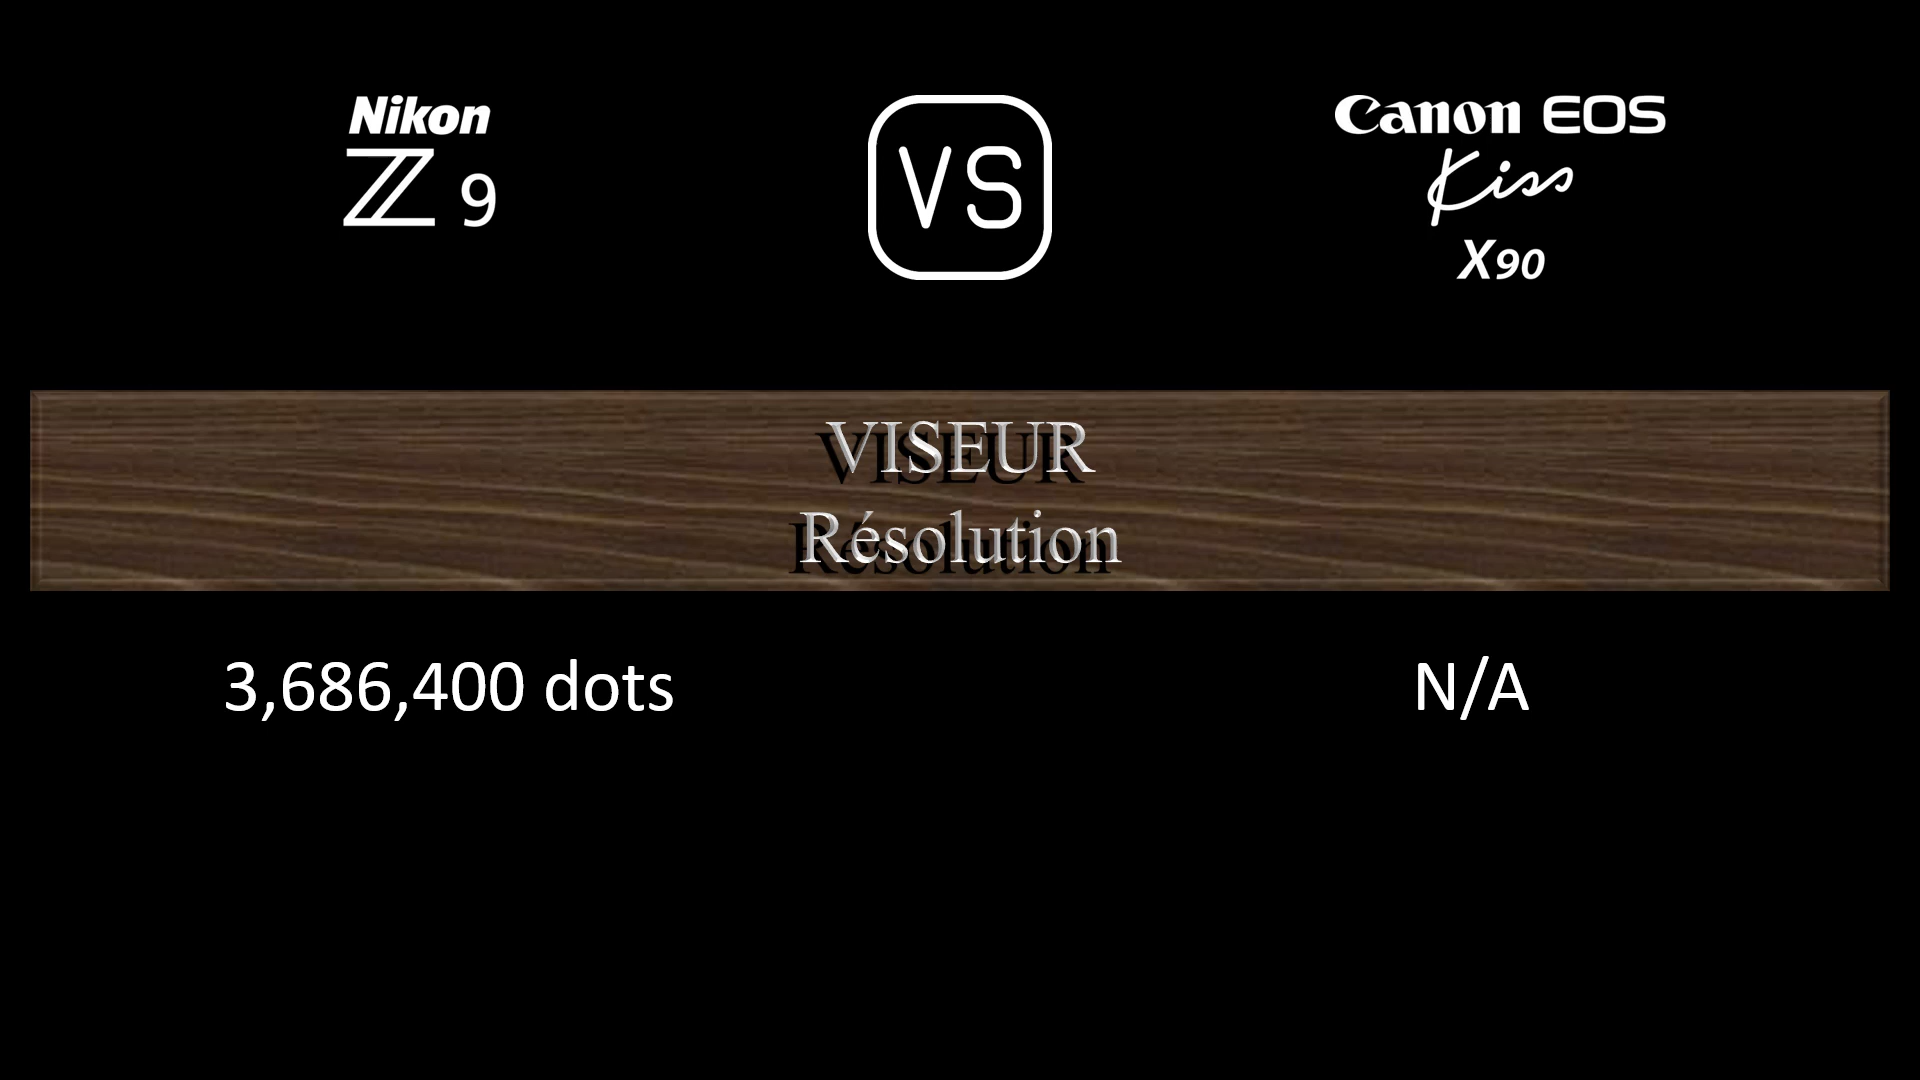 Nikon
Z 9
VS
Canon EOS
Kiss
X90
VISEUR
Résolution
3,686,400 dots
N/A